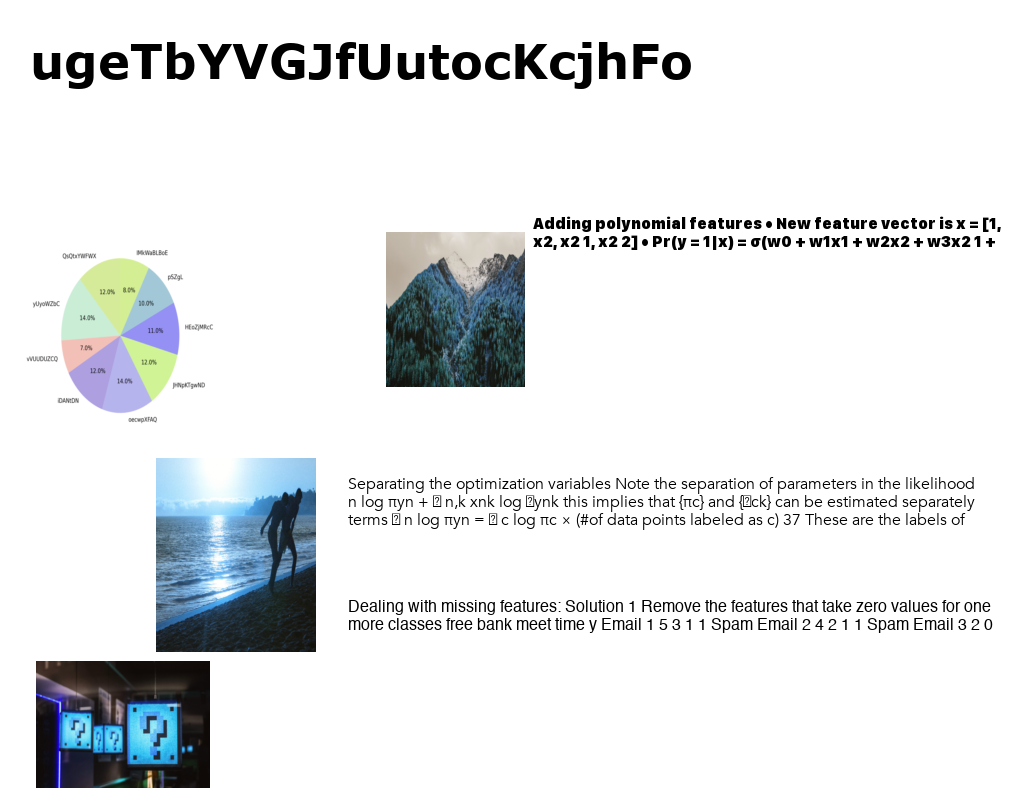 ugeTbYVGJfUutocKcjhFo
Adding polynomial features • New feature vector is x = [1,
x2, x2 1, x2 2] • Pr(y = 1|x) = σ(w0 + w1x1 + w2x2 + w3x2 1 +
QsQtxYWFWX
IMkWaBLBoE
pSZgL
yUyoWZbC
HEoZjMRcC
vVUUDUZCQ
JHNpKTgwND
iDANtDN
oecwpXFAQ
12.0%
8.0%
10.0%
14.0%
11.0%
7.0%
12.0%
12.0%
14.0%
Separating the optimization variables Note the separation of parameters in the likelihood
n log πyn + n,k xnk log ynk this implies that {πc} and {ck} can be estimated separately
terms n log πyn = c log πc × (#of data points labeled as c) 37 These are the labels of
Dealing with missing features: Solution 1 Remove the features that take zero values for one
more classes free bank meet time y Email 1 5 3 1 1 Spam Email 2 4 2 1 1 Spam Email 3 2 0
? ? ?